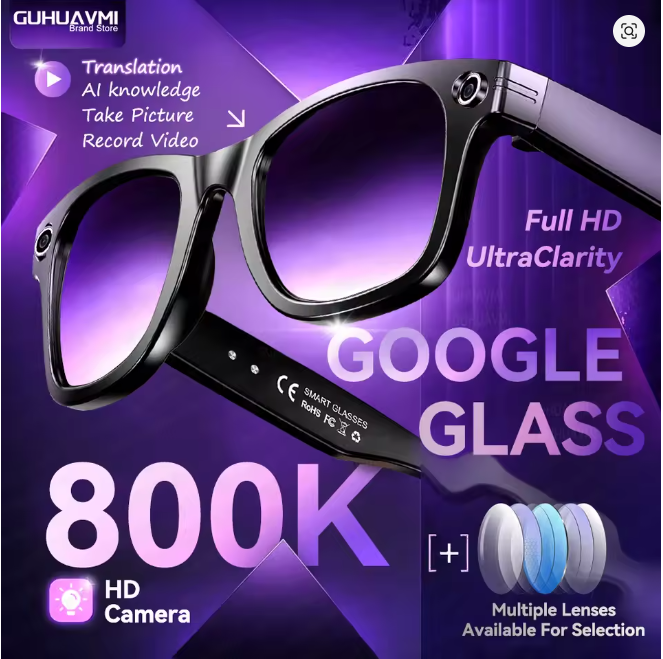 GUHUAVMI
Brand Store
Translation
AI knowledge
Take Picture
Record Video
Full HD
UltraClarity
GOOGLE
GLASS
CE SMART GLASSES
RoHS FC
800K
HD
Camera
[+]
Multiple Lenses
Available For Selection